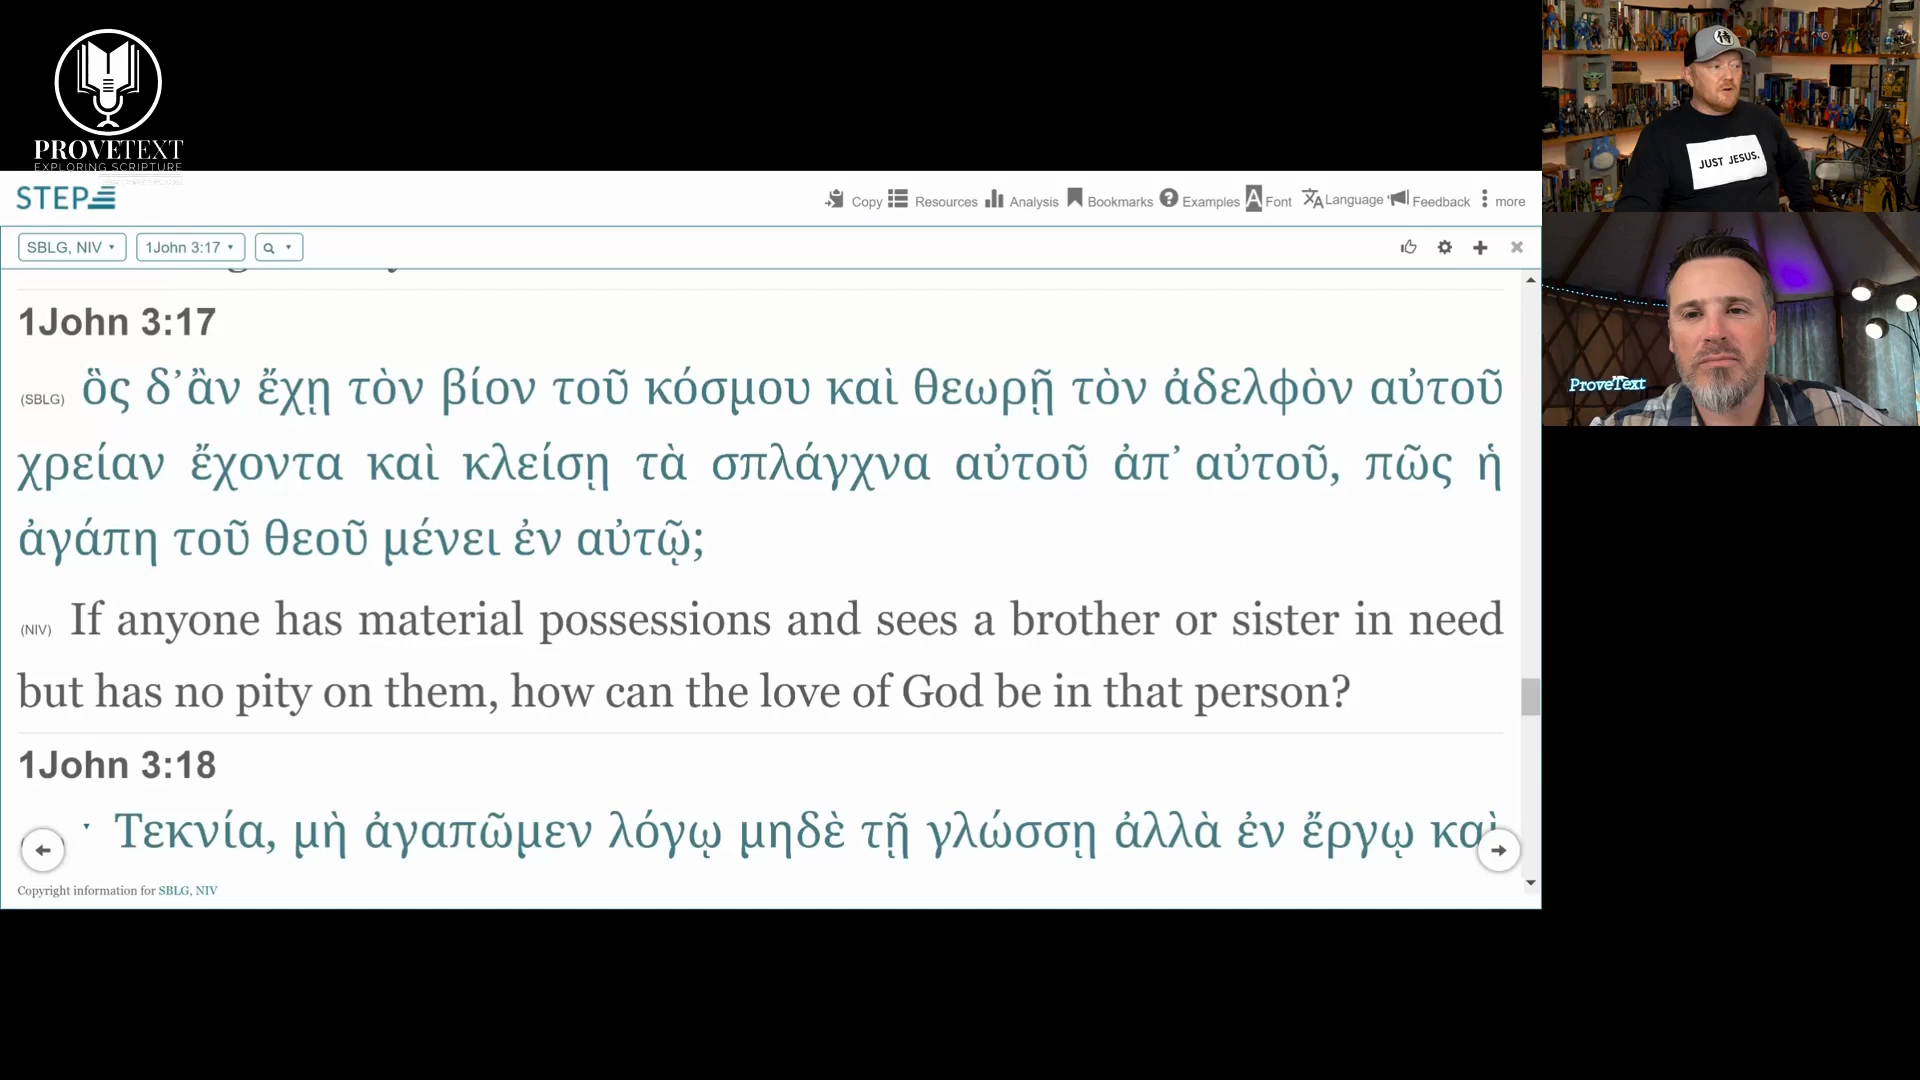 PROVETEXT
EXPLORING SCRIPTURE
STEP
Copy Resources Analysis Bookmarks Examples A Font Language Feedback more
SBLG, NIV 1John 3:17
1John 3:17
(SBLG) ὃς δ’ ἂν ἔχῃ τὸν βίον τοῦ κόσμου καὶ θεωρῇ τὸν ἀδελφὸν αὐτοῦ
χρείαν ἔχοντα καὶ κλείσῃ τὰ σπλάγχνα αὐτοῦ ἀπ’ αὐτοῦ, πῶς ἡ
ἀγάπη τοῦ θεοῦ μένει ἐν αὐτῷ;
(NIV) If anyone has material possessions and sees a brother or sister in need
but has no pity on them, how can the love of God be in that person?
1John 3:18
Τεκνία, μὴ ἀγαπῶμεν λόγῳ μηδὲ τῇ γλώσσῃ ἀλλὰ ἐν ἔργῳ καὶ
Copyright information for SBLG, NIV
JUST JESUS.
ProveText